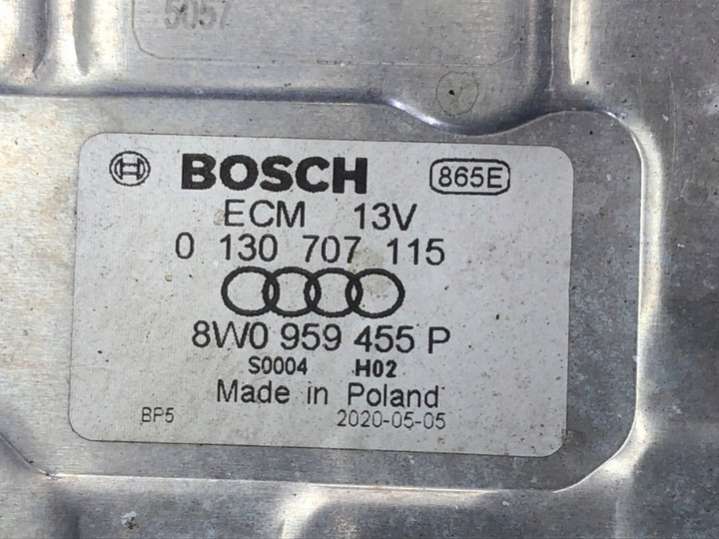 5057
BOSCH 865E
ECM 13V
0 130 707 115
8W0 959 455 P
S0004 H02
Made in Poland
BP5 2020-05-05